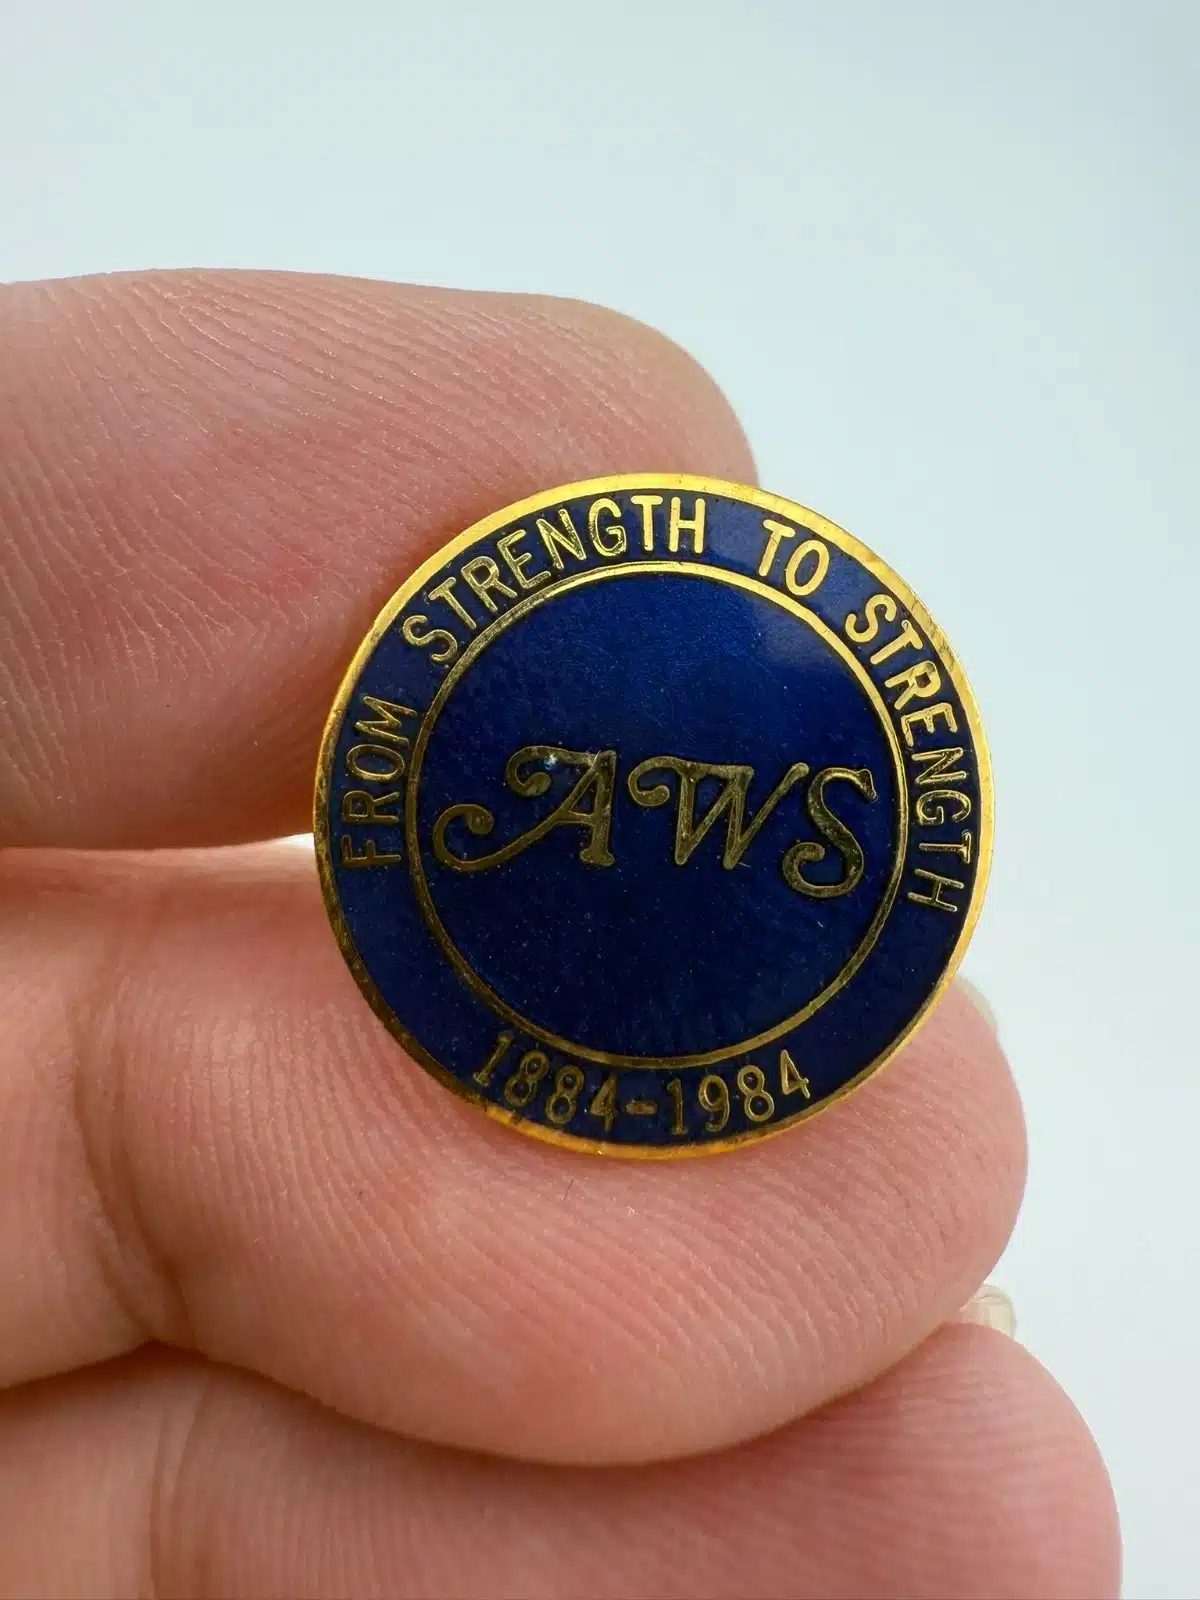 FROM STRENGTH TO STRENGTH
AWS
1884-1984